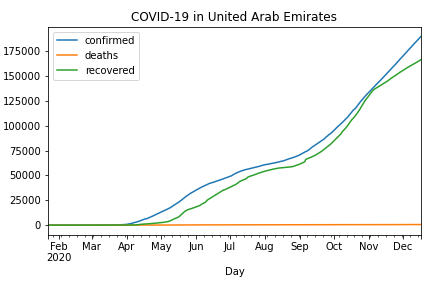 COVID-19 in United Arab Emirates
confirmed
deaths
recovered
175000
150000
125000
100000
75000
50000
25000
0
Feb Mar Apr May Jun Jul Aug Sep Oct Nov Dec
2020
Day